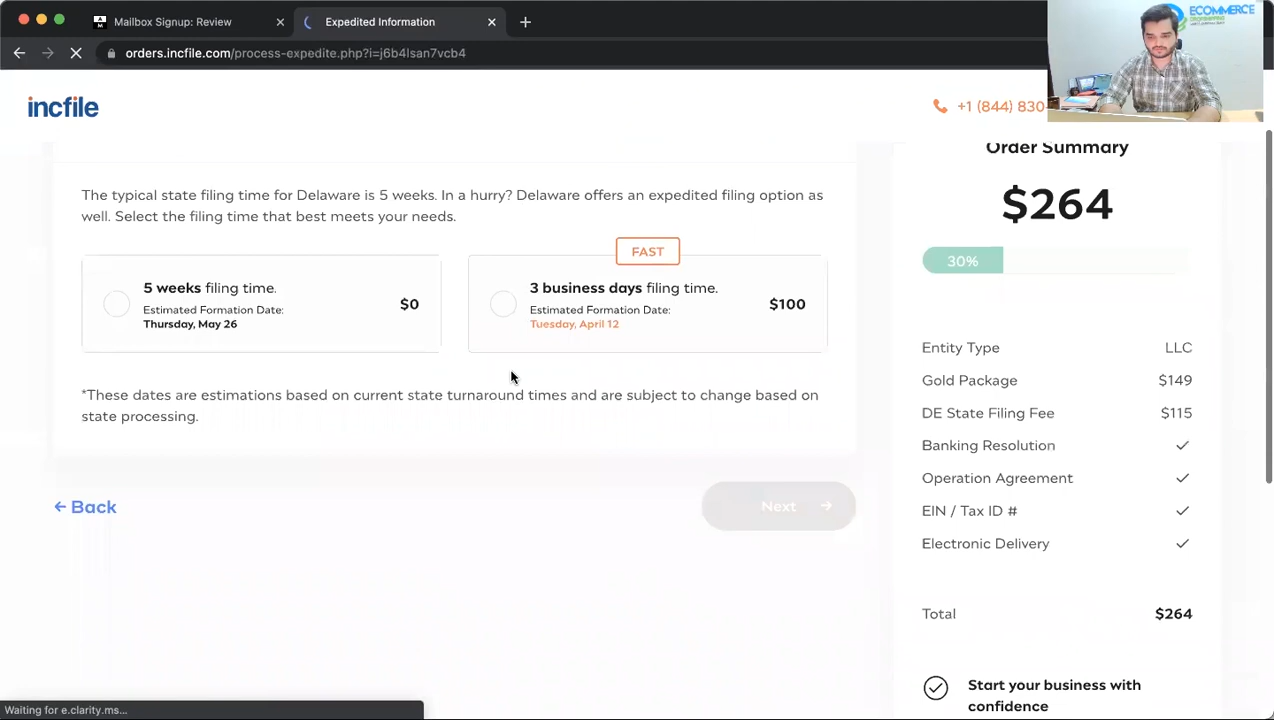 Mailbox Signup: Review
Expedited Information
orders.incfile.com/process-expedite.php?i=j6b4lsan7vcb4
ECOMMERCE
incfile
+1 (844) 830
Order Summary
$264
30%
The typical state filing time for Delaware is 5 weeks. In a hurry? Delaware offers an expedited filing option as
well. Select the filing time that best meets your needs.
FAST
5 weeks filing time.
Estimated Formation Date:
Thursday, May 26
$0
3 business days filing time.
Estimated Formation Date:
Tuesday, April 12
$100
*These dates are estimations based on current state turnaround times and are subject to change based on
state processing.
Back
Next
Entity Type LLC
Gold Package $149
DE State Filing Fee $115
Banking Resolution
Operation Agreement
EIN / Tax ID #
Electronic Delivery
Total $264
Start your business with
confidence
Waiting for e.clarity.ms...